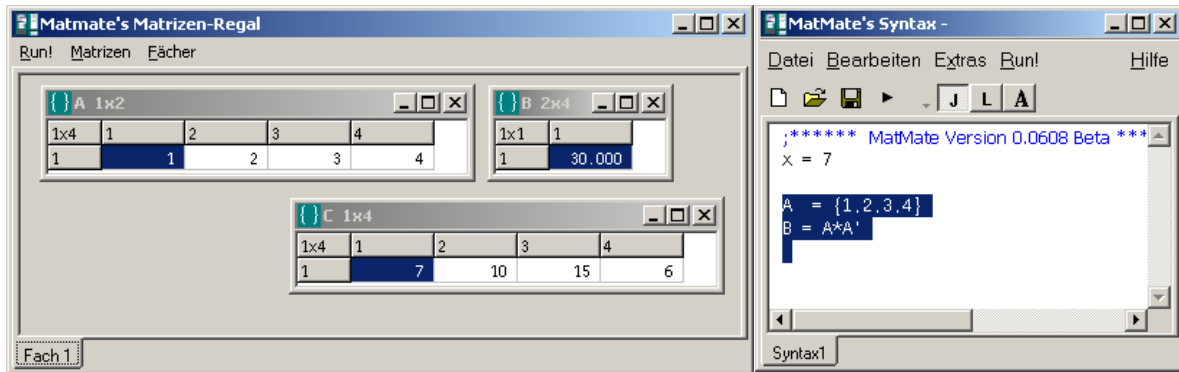 Matmate's Matrizen-Regal
Run! Matrizen Fächer
A 1x2
1x4 1 2 3 4
1 1 2 3 4
B 2x4
1x1 1
1 30.000
C 1x4
1x4 1 2 3 4
1 7 10 15 6
Fach 1
MatMate's Syntax -
Datei Bearbeiten Extras Run! Hilfe
J L A
;****** MatMate Version 0.0608 Beta ***
x = 7
A = {1,2,3,4}
B = A*A'
Syntax1